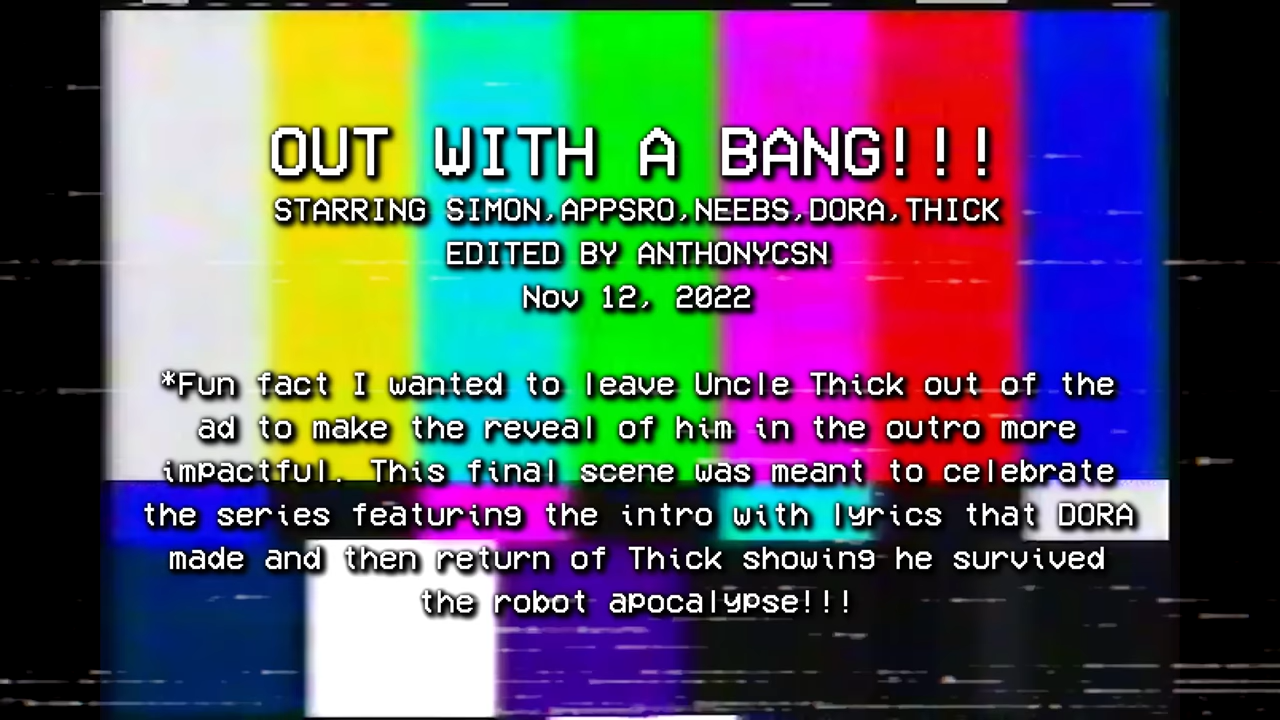 OUT WITH A BANG!!!
STARRING SIMON,APPSRO,NEEBS,DORA,THICK
EDITED BY ANTHONYCSN
Nov 12, 2022
*Fun fact I wanted to leave Uncle Thick out of the
ad to make the reveal of him in the outro more
impactful. This final scene was meant to celebrate
the series featuring the intro with lyrics that DORA
made and then return of Thick showing he survived
the robot apocalypse!!!